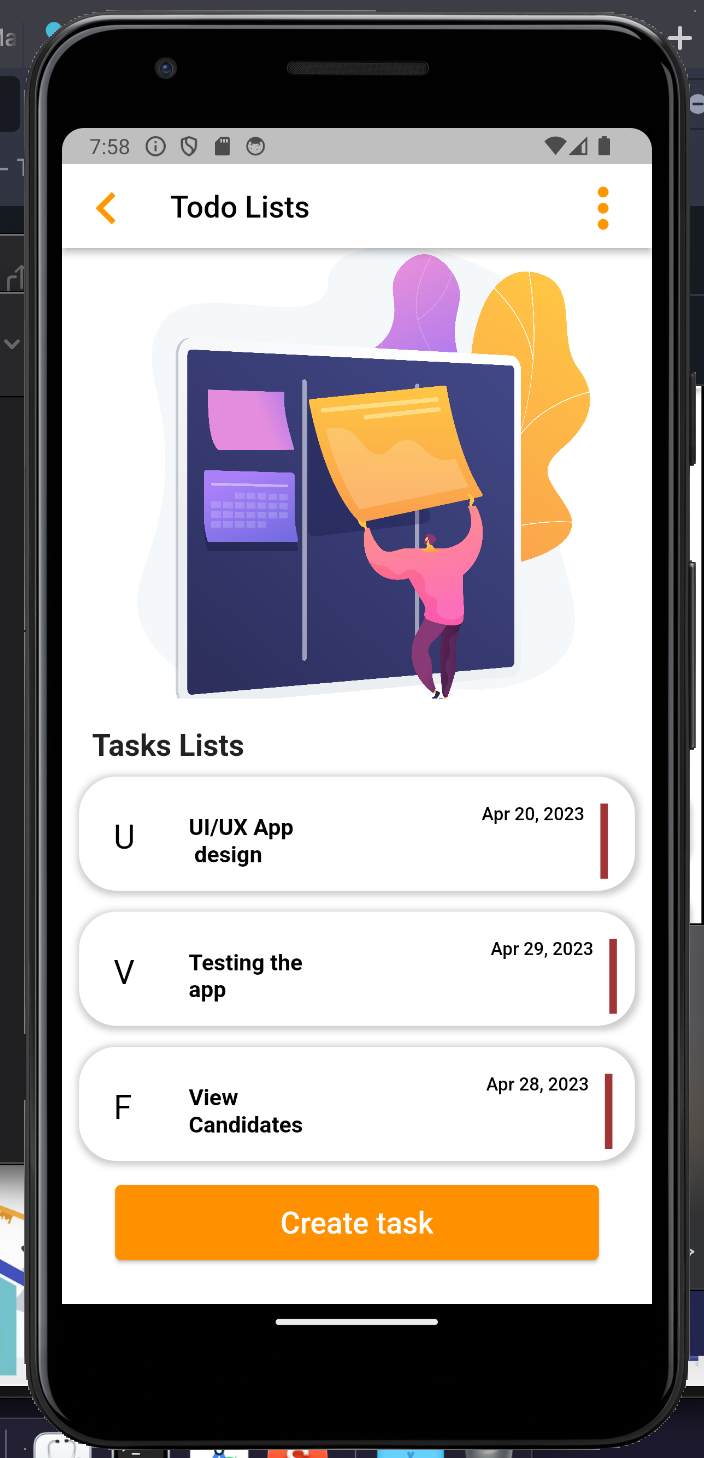 7:58
Todo Lists
Tasks Lists
U
UI/UX App
design
Apr 20, 2023
V
Testing the
app
Apr 29, 2023
F
View
Candidates
Apr 28, 2023
Create task